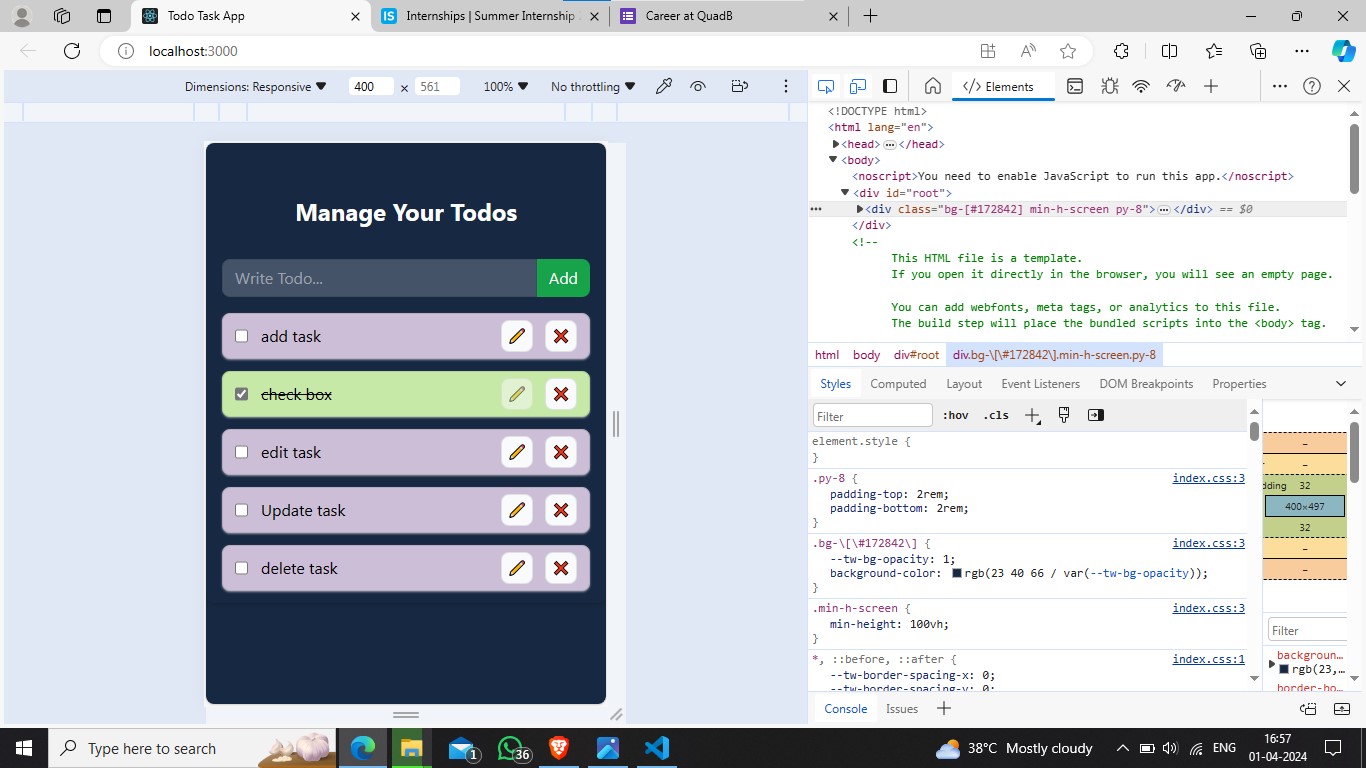 Todo Task App
Internships | Summer Internship
Career at QuadB
localhost:3000
Dimensions: Responsive 400 × 561 100% No throttling
Elements
Manage Your Todos
Write Todo... Add
add task
check box
edit task
Update task
delete task
<!DOCTYPE html>
<html lang="en">
<head> ··· </head>
<body>
<noscript>You need to enable JavaScript to run this app.</noscript>
<div id="root">
··· <div class="bg-[#172842] min-h-screen py-8"> ··· </div> == $0
</div>
<!--
This HTML file is a template.
If you open it directly in the browser, you will see an empty page.
You can add webfonts, meta tags, or analytics to this file.
The build step will place the bundled scripts into the <body> tag.
html body div#root div.bg-\[\#172842\].min-h-screen.py-8
Styles Computed Layout Event Listeners DOM Breakpoints Properties
Filter :hov .cls
element.style {
}
.py-8 { index.css:3
padding-top: 2rem;
padding-bottom: 2rem;
}
.bg-\[\#172842\] { index.css:3
--tw-bg-opacity: 1;
background-color: rgb(23 40 66 / var(--tw-bg-opacity));
}
.min-h-screen { index.css:3
min-height: 100vh;
}
*, ::before, ::after { index.css:1
--tw-border-spacing-x: 0;
--tw-border-spacing-y: 0;
–
–
dding 32
400×497
32
–
–
Filter
backgroun...
rgb(23,...
border-bo...
Console Issues
Type here to search
1
36
38°C Mostly cloudy
ENG
16:57
01-04-2024